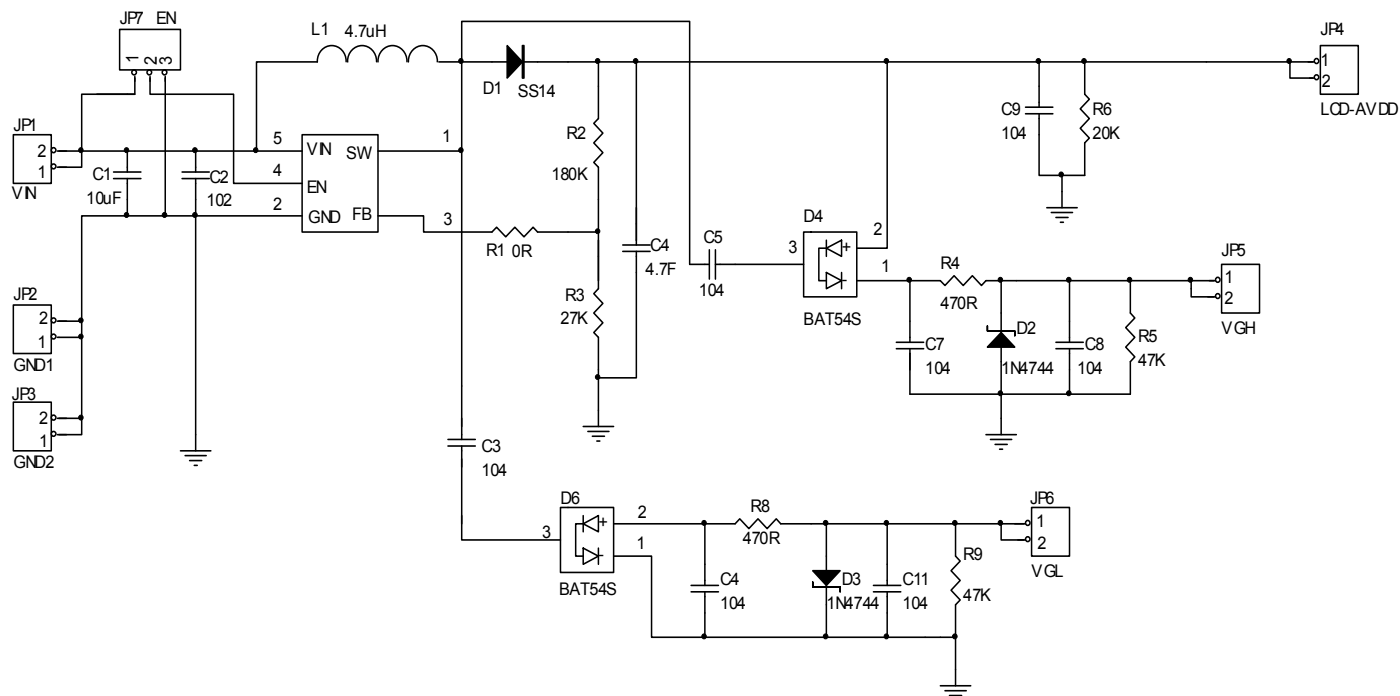 JP7 EN
1 2 3
L1 4.7uH
D1 SS14
JP4
1
2
LCD-AVDD
C9
104
R6
20K
JP1
2
1
VIN
C1
10uF
C2
102
5
4
2
VIN SW
EN
GND FB
1
3
R1 0R
R2
180K
R3
27K
C4
4.7F
C5
104
D4
3
2
1
+
BAT54S
R4
470R
C7
104
D2
1N4744
C8
104
R5
47K
JP5
1
2
VGH
JP2
2
1
GND1
JP3
2
1
GND2
C3
104
D6
3
2
1
+
BAT54S
R8
470R
C4
104
D3
1N4744
C11
104
R9
47K
JP6
1
2
VGL